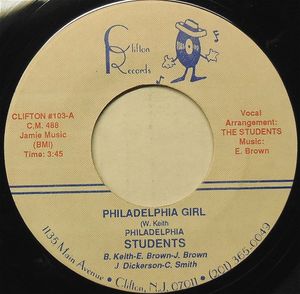 Clifton
Records
CLIFTON #103-A
C.M. 488
Jamie Music
(BMI)
Time: 3:45
Vocal
Arrangement:
THE STUDENTS
Music:
E. Brown
PHILADELPHIA GIRL
(W. Keith)
PHILADELPHIA
STUDENTS
B. Keith-E. Brown-J. Brown
J Dickerson-C. Smith
1135 Main Avenue • Clifton, N.J. 07011 • (201) 365-0049